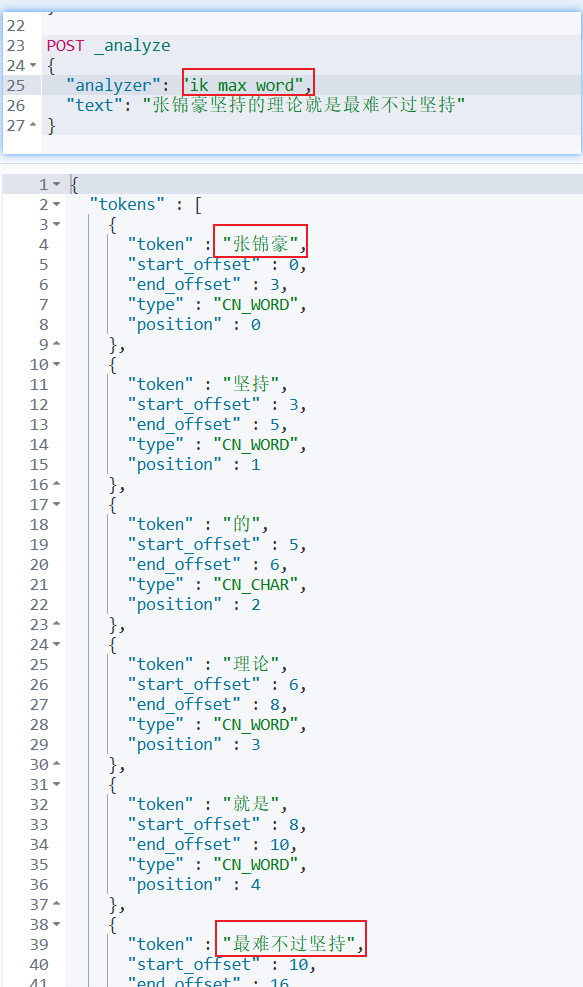 22 }
23 POST _analyze
24 {
25 "analyzer": "ik_max_word",
26 "text": "张锦豪坚持的理论就是最难不过坚持"
27 }
1 {
2 "tokens" : [
3 {
4 "token" : "张锦豪",
5 "start_offset" : 0,
6 "end_offset" : 3,
7 "type" : "CN_WORD",
8 "position" : 0
9 },
10 {
11 "token" : "坚持",
12 "start_offset" : 3,
13 "end_offset" : 5,
14 "type" : "CN_WORD",
15 "position" : 1
16 },
17 {
18 "token" : "的",
19 "start_offset" : 5,
20 "end_offset" : 6,
21 "type" : "CN_CHAR",
22 "position" : 2
23 },
24 {
25 "token" : "理论",
26 "start_offset" : 6,
27 "end_offset" : 8,
28 "type" : "CN_WORD",
29 "position" : 3
30 },
31 {
32 "token" : "就是",
33 "start_offset" : 8,
34 "end_offset" : 10,
35 "type" : "CN_WORD",
36 "position" : 4
37 },
38 {
39 "token" : "最难不过坚持",
40 "start_offset" : 10,
41 "end_offset" : 16,